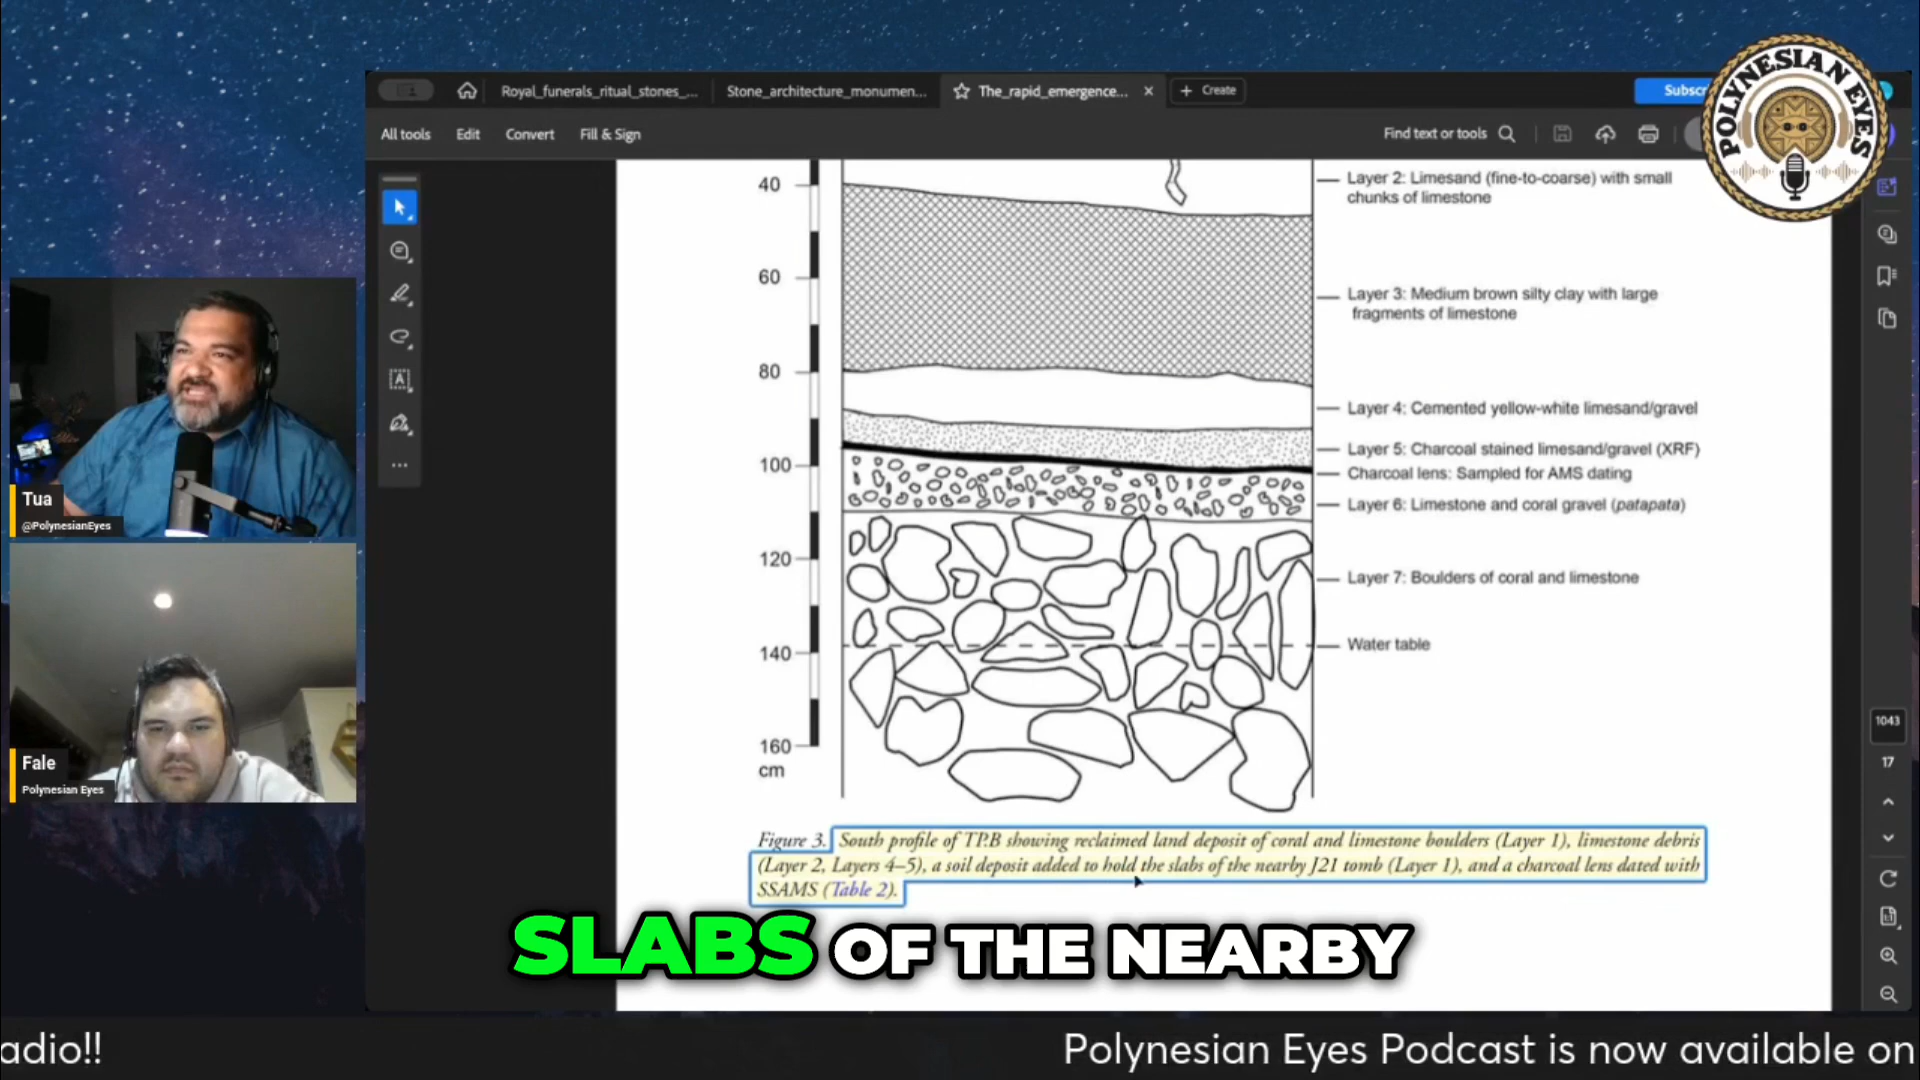 POLYNESIAN EYES
Royal_funerals_ritual_stones_...
Stone_architecture_monumen...
The_rapid_emergence...
Create
Subscr
All tools
Edit
Convert
Fill & Sign
Find text or tools
40
60
80
100
120
140
160
cm
Layer 2: Limesand (fine-to-coarse) with small
chunks of limestone
Layer 3: Medium brown silty clay with large
fragments of limestone
Layer 4: Cemented yellow-white limesand/gravel
Layer 5: Charcoal stained limesand/gravel (XRF)
Charcoal lens: Sampled for AMS dating
Layer 6: Limestone and coral gravel (patapata)
Layer 7: Boulders of coral and limestone
Water table
Tua
@PolynesianEyes
Fale
Polynesian Eyes
1043
17
Figure 3. South profile of TP.B showing reclaimed land deposit of coral and limestone boulders (Layer 1), limestone debris
(Layer 2, Layers 4–5), a soil deposit added to hold the slabs of the nearby J21 tomb (Layer 1), and a charcoal lens dated with
SSAMS (Table 2).
SLABS OF THE NEARBY
adio!!
Polynesian Eyes Podcast is now available on